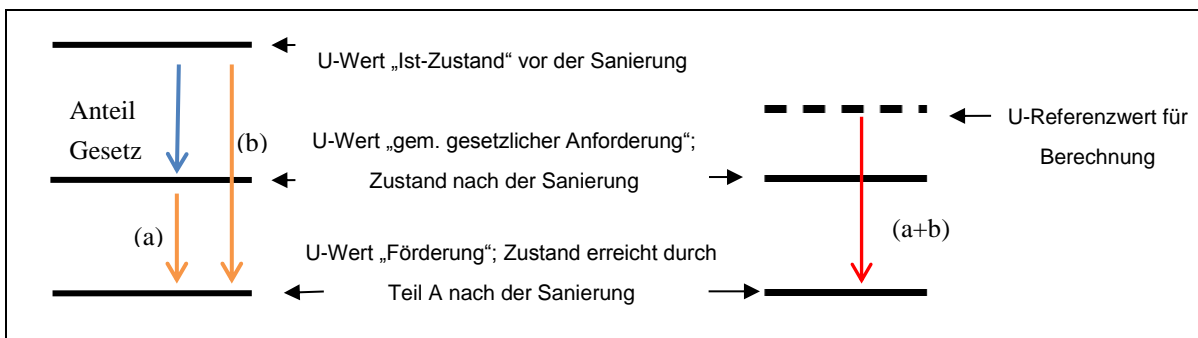 U-Wert „Ist-Zustand“ vor der Sanierung
Anteil
Gesetz
(b)
U-Wert „gem. gesetzlicher Anforderung“;
Zustand nach der Sanierung
U-Referenzwert für
Berechnung
(a)
U-Wert „Förderung“; Zustand erreicht durch
Teil A nach der Sanierung
(a+b)